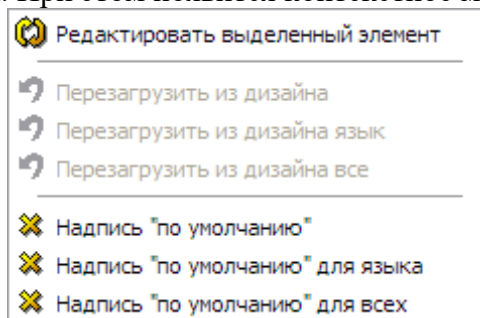 Редактировать выделенный элемент
Перезагрузить из дизайна
Перезагрузить из дизайна язык
Перезагрузить из дизайна все
Надпись "по умолчанию"
Надпись "по умолчанию" для языка
Надпись "по умолчанию" для всех